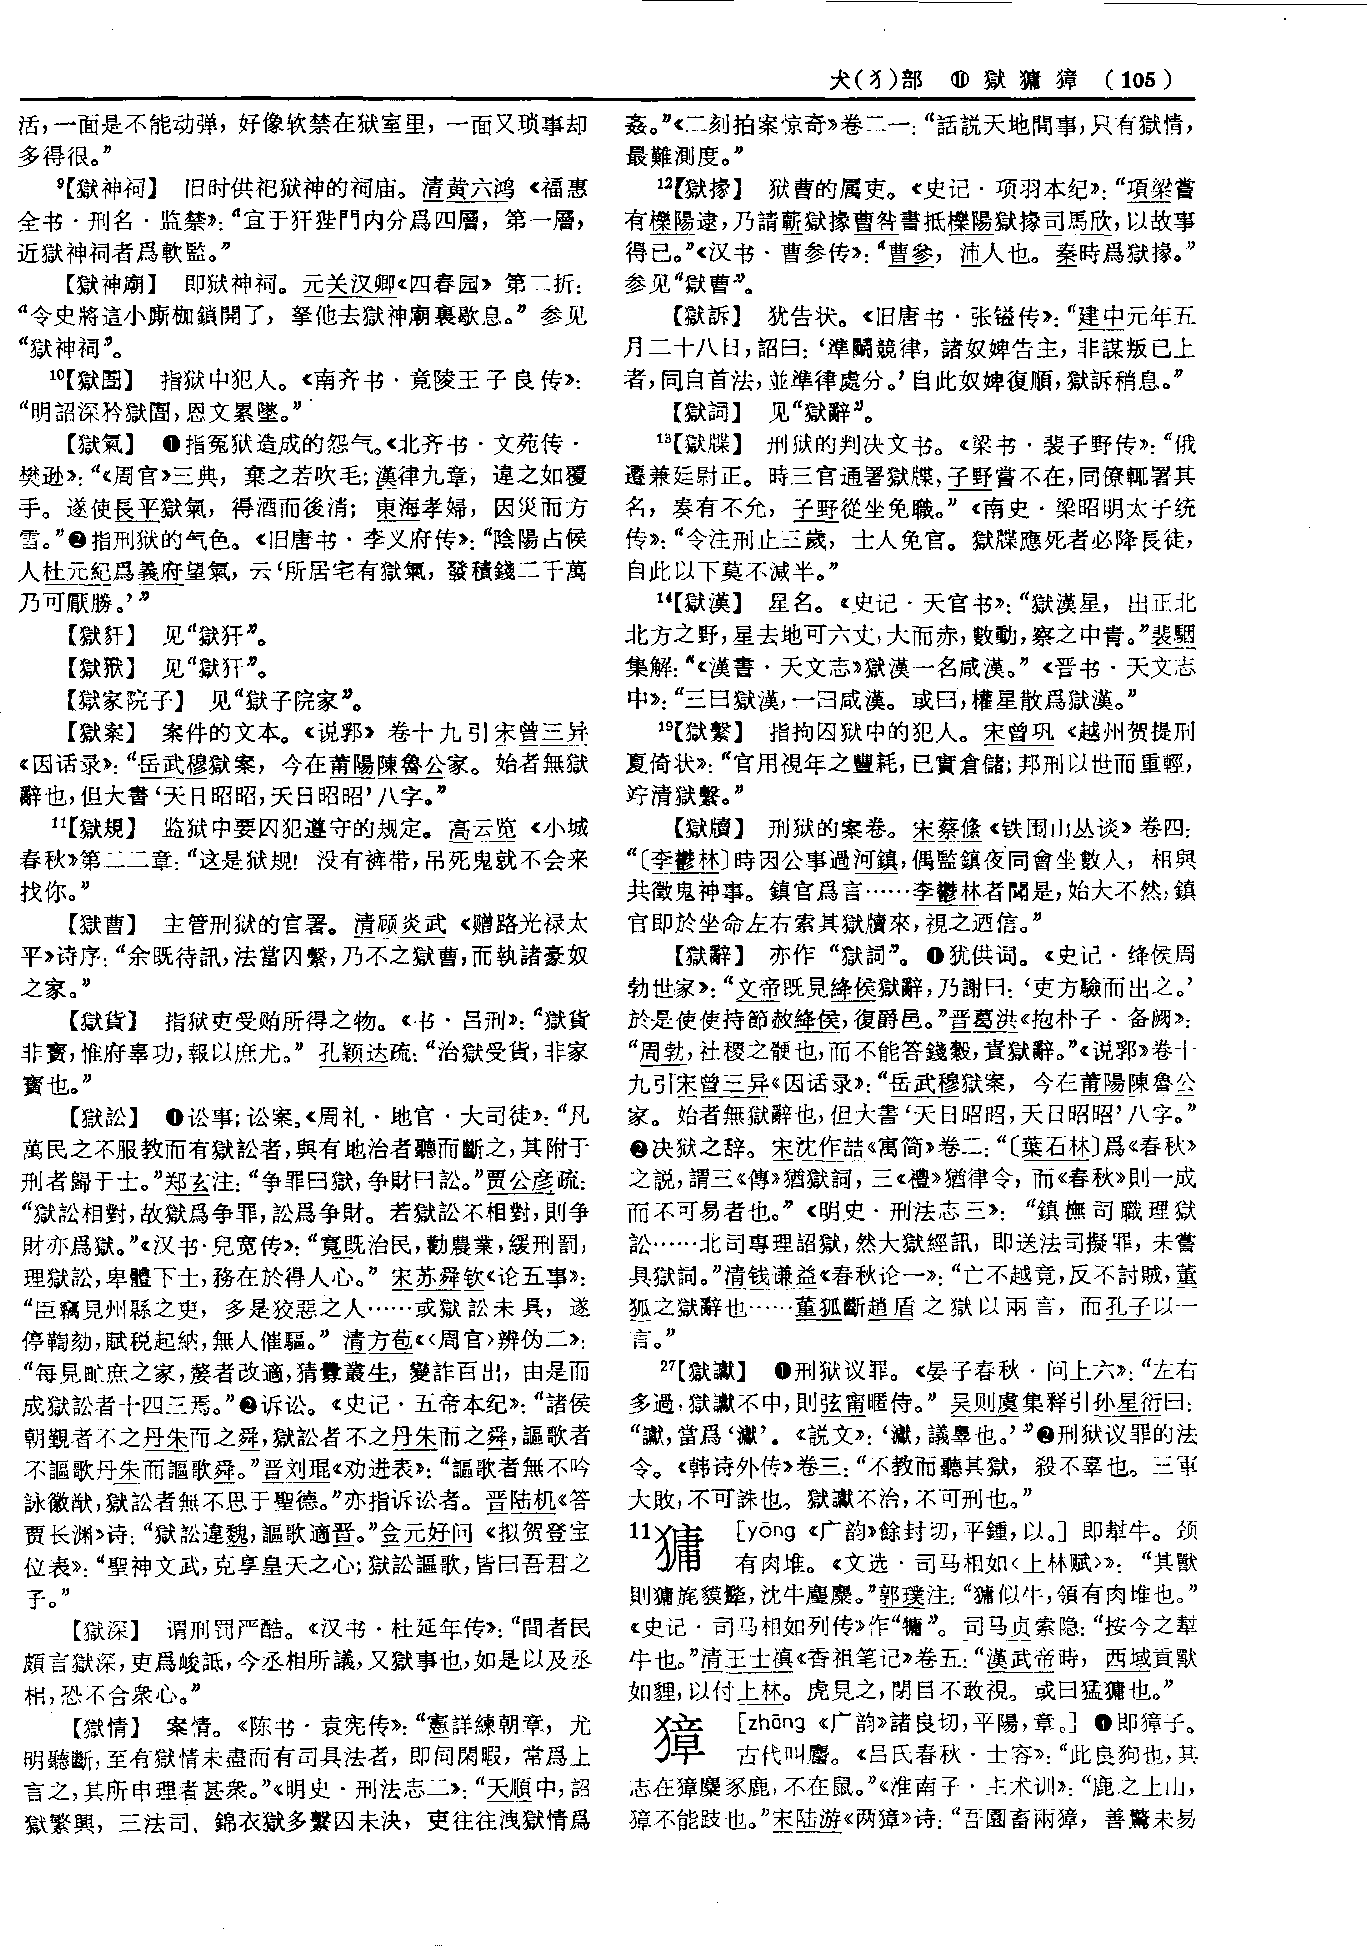 犬(犭)部 ⑩ 獄 㺎 獐 (105)
活，一面是不能动弹，好像软禁在狱室里，一面又琐事却
多得很。”
9【獄神祠】 旧时供祀狱神的祠庙。清黄六鸿《福惠
全书·刑名·监禁》：“宜于犴狴門内分爲四層，第一層，
近獄神祠者爲軟監。”
【獄神廟】 即狱神祠。元关汉卿《四春园》第二折：
“令史將這小廝枷鎖開了，拏他去獄神廟裏歇息。”参见
“獄神祠”。
10【獄圄】 指狱中犯人。《南齐书·竟陵王子良传》：
“明詔深矜獄圄，恩文累墜。”
【獄氣】 ❶指冤狱造成的怨气。《北齐书·文苑传·
樊逊》：“《周官》三典，棄之若吹毛；漢律九章，違之如覆
手。遂使長平獄氣，得酒而後消；東海孝婦，因災而方
雪。”❷指刑狱的气色。《旧唐书·李义府传》：“陰陽占候
人杜元紀爲義府望氣，云‘所居宅有獄氣，發積錢二千萬
乃可厭勝。’”
【獄豻】 见“獄犴”。
【獄猌】 见“獄犴”。
【獄家院子】 见“獄子院家”。
【獄案】 案件的文本。《说郛》卷十九引宋曾三异
《因话录》：“岳武穆獄案，今在莆陽陳魯公家。始者無獄
辭也，但大書‘天日昭昭，天日昭昭’八字。”
11【獄規】 监狱中要囚犯遵守的规定。高云览《小城
春秋》第二二章：“这是狱规！没有裤带，吊死鬼就不会来
找你。”
【獄曹】 主管刑狱的官署。清顾炎武《赠路光禄太
平》诗序：“余既待訊，法當囚繫，乃不之獄曹，而執諸豪奴
之家。”
【獄貨】 指狱吏受贿所得之物。《书·吕刑》：“獄貨
非寶，惟府辜功，報以庶尤。”孔颖达疏：“治獄受貨，非家
寶也。”
【獄訟】 ❶讼事；讼案。《周礼·地官·大司徒》：“凡
萬民之不服教而有獄訟者，與有地治者聽而斷之，其附于
刑者歸于士。”郑玄注：“争罪曰獄，争財曰訟。”贾公彦疏：
“獄訟相對，故獄爲争罪，訟爲争財。若獄訟不相對，則争
財亦爲獄。”《汉书·兒宽传》：“寬既治民，勸農業，緩刑罰，
理獄訟，卑體下士，務在於得人心。”宋苏舜钦《论五事》：
“臣竊見州縣之吏，多是狡惡之人……或獄訟未具，遂
停鞫劾，賦税起納，無人催驅。”清方苞《〈周官〉辨伪二》：
“每見甿庶之家，嫠者改適，猜釁叢生，變詐百出，由是而
成獄訟者十四三焉。”❷诉讼。《史记·五帝本纪》：“諸侯
朝覲者不之丹朱而之舜，獄訟者不之丹朱而之舜，謳歌者
不謳歌丹朱而謳歌舜。”晋刘琨《劝进表》：“謳歌者無不吟
詠徽猷，獄訟者無不思于聖德。”亦指诉讼者。晋陆机《答
贾长渊》诗：“獄訟違魏，謳歌適晋。”金元好问《拟贺登宝
位表》：“聖神文武，克享皇天之心；獄訟謳歌，皆曰吾君之
子。”
【獄深】 谓刑罚严酷。《汉书·杜延年传》：“間者民
頗言獄深，吏爲峻詆，今丞相所議，又獄事也，如是以及丞
相，恐不合衆心。”
【獄情】 案情。《陈书·袁宪传》：“憲詳練朝章，尤
明聽斷，至有獄情未盡而有司具法者，即伺閑暇，常爲上
言之，其所申理者甚衆。”《明史·刑法志二》：“天順中，詔
獄繁興，三法司、錦衣獄多繫囚未決，吏往往洩獄情爲
姦。”《二刻拍案惊奇》卷二一：“話説天地間事，只有獄情，
最難測度。”
12【獄掾】 狱曹的属吏。《史记·项羽本纪》：“項梁嘗
有櫟陽逮，乃請蘄獄掾曹咎書抵櫟陽獄掾司馬欣，以故事
得已。”《汉书·曹参传》：“曹參，沛人也。秦時爲獄掾。”
参见“獄曹”。
【獄訴】 犹告状。《旧唐书·张镒传》：“建中元年五
月二十八日，詔曰：‘準鬬競律，諸奴婢告主，非謀叛已上
者，同自首法，並準律處分。’自此奴婢復順，獄訴稍息。”
【獄詞】 见“獄辭”。
13【獄牒】 刑狱的判决文书。《梁书·裴子野传》：“俄
遷兼廷尉正。時三官通署獄牒，子野嘗不在，同僚輒署其
名，奏有不允，子野從坐免職。”《南史·梁昭明太子统
传》：“令注刑止三歲，士人免官。獄牒應死者必降長徒，
自此以下莫不減半。”
14【獄漢】 星名。《史记·天官书》：“獄漢星，出正北
北方之野，星去地可六丈，大而赤，數動，察之中青。”裴駰
集解：“《漢書·天文志》獄漢一名咸漢。”《晋书·天文志
中》：“三曰獄漢，一曰咸漢。或曰，權星散爲獄漢。”
19【獄繫】 指拘囚狱中的犯人。宋曾巩《越州贺提刑
夏倚状》：“官用視年之豐耗，已實倉儲；邦刑以世而重輕，
竚清獄繫。”
【獄牘】 刑狱的案卷。宋蔡絛《铁围山丛谈》卷四：
“〔李鬱林〕時因公事過河鎮，偶監鎮夜同會坐數人，相與
共徵鬼神事。鎮官爲言……李鬱林者聞是，始大不然，鎮
官即於坐命左右索其獄牘來，視之迺信。”
【獄辭】 亦作“獄詞”。❶犹供词。《史记·绛侯周
勃世家》：“文帝既見絳侯獄辭，乃謝曰：‘吏方驗而出之。’
於是使使持節赦絳侯，復爵邑。”晋葛洪《抱朴子·备阙》：
“周勃，社稷之骾也，而不能答錢穀，責獄辭。”《说郛》卷十
九引宋曾三异《因话录》：“岳武穆獄案，今在莆陽陳魯公
家。始者無獄辭也，但大書‘天日昭昭，天日昭昭’八字。”
❷决狱之辞。宋沈作喆《寓简》卷二：“〔葉石林〕爲《春秋》
之説，謂三《傳》猶獄詞，三《禮》猶律令，而《春秋》則一成
而不可易者也。”《明史·刑法志三》：“鎮撫司職理獄
訟……北司專理詔獄，然大獄經訊，即送法司擬罪，未嘗
具獄詞。”清钱谦益《春秋论一》：“亡不越竟，反不討賊，董
狐之獄辭也……董狐斷趙盾之獄以兩言，而孔子以一
言。”
27【獄讞】 ❶刑狱议罪。《晏子春秋·问上六》：“左右
多過，獄讞不中，則弦甯暱侍。”吴则虞集释引孙星衍曰：
“讞，當爲‘瀐’。《説文》：‘瀐，議辠也。’”❷刑狱议罪的法
令。《韩诗外传》卷三：“不教而聽其獄，殺不辜也。三軍
大敗，不可誅也。獄讞不治，不可刑也。”
11㺎 [yōng 《广韵》餘封切，平鍾，以。] 即犎牛。颈
有肉堆。《文选·司马相如〈上林赋〉》：“其獸
則㺎旄貘犛，沈牛麈麋。”郭璞注：“㺎似牛，領有肉堆也。”
《史记·司马相如列传》作“㺎”。司马贞索隐：“按今之犎
牛也。”清王士禛《香祖笔记》卷五：“漢武帝時，西域貢獸
如貍，以付上林。虎見之，閉目不敢視。或曰猛㺎也。”
獐 [zhāng 《广韵》諸良切，平陽，章。] ❶即獐子。
古代叫麕。《吕氏春秋·士容》：“此良狗也，其
志在獐麋豕鹿，不在鼠。”《淮南子·主术训》：“鹿之上山，
獐不能跂也。”宋陆游《两獐》诗：“吾園畜兩獐，善驚未易